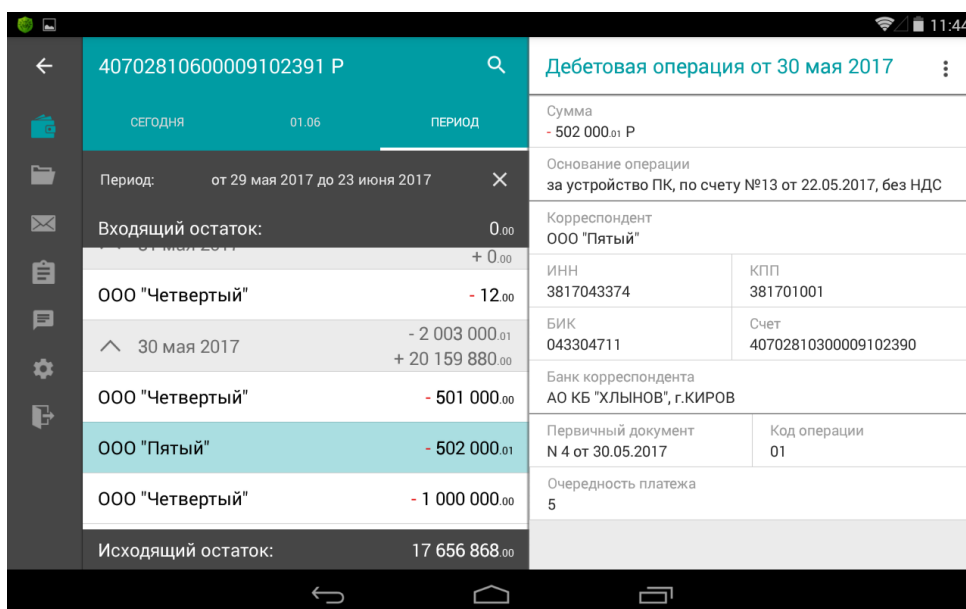 11:44
40702810600009102391 Р
СЕГОДНЯ 01.06 ПЕРИОД
Период: от 29 мая 2017 до 23 июня 2017
Входящий остаток: 0.00
+ 0.00
ООО "Четвертый" - 12.00
30 мая 2017 - 2 003 000.01
+ 20 159 880.00
ООО "Четвертый" - 501 000.00
ООО "Пятый" - 502 000.01
ООО "Четвертый" - 1 000 000.00
Исходящий остаток: 17 656 868.00
Дебетовая операция от 30 мая 2017
Сумма
- 502 000.01 Р
Основание операции
за устройство ПК, по счету №13 от 22.05.2017, без НДС
Корреспондент
ООО "Пятый"
ИНН КПП
3817043374 381701001
БИК Счет
043304711 40702810300009102390
Банк корреспондента
АО КБ "ХЛЫНОВ", г.КИРОВ
Первичный документ Код операции
N 4 от 30.05.2017 01
Очередность платежа
5